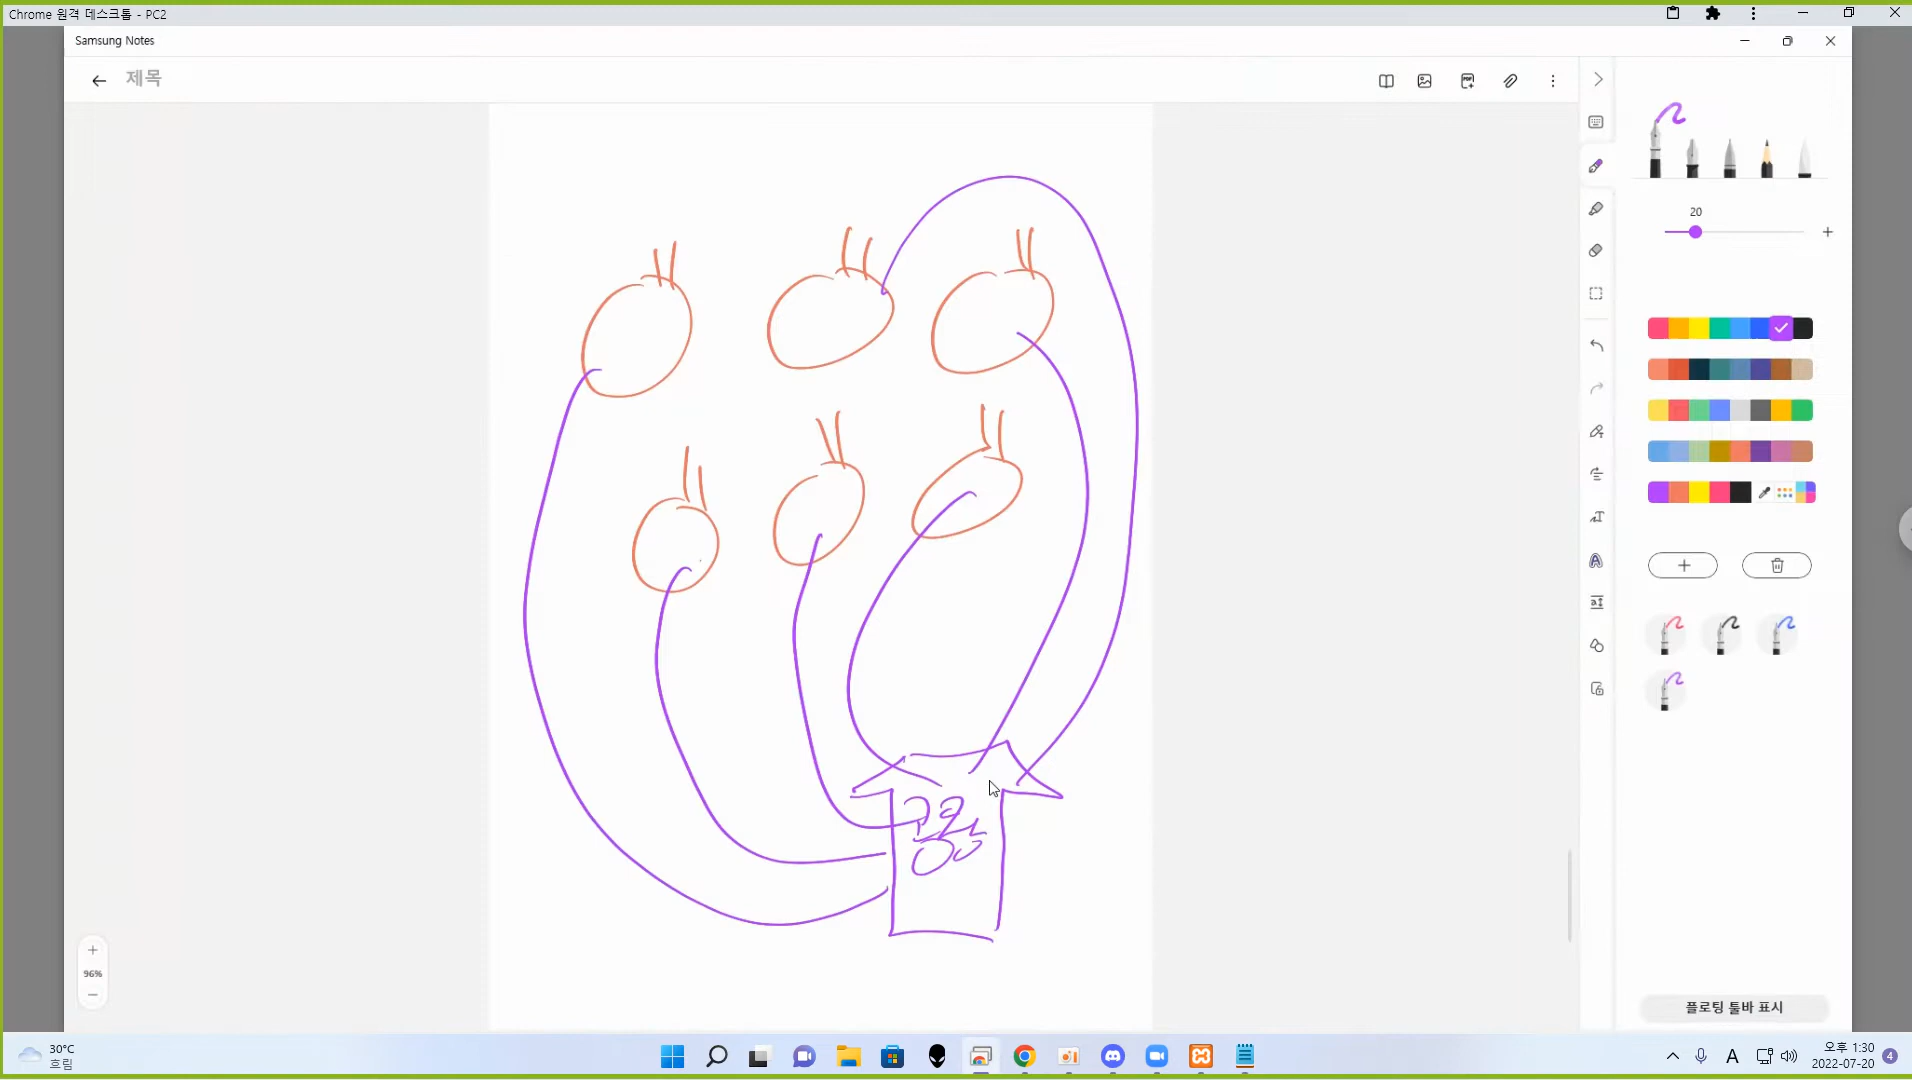 Chrome 원격 데스크톱 - PC2
Samsung Notes
제목
20
96%
플로팅 툴바 표시
30°C
흐림
A
오후 1:30
2022-07-20
4